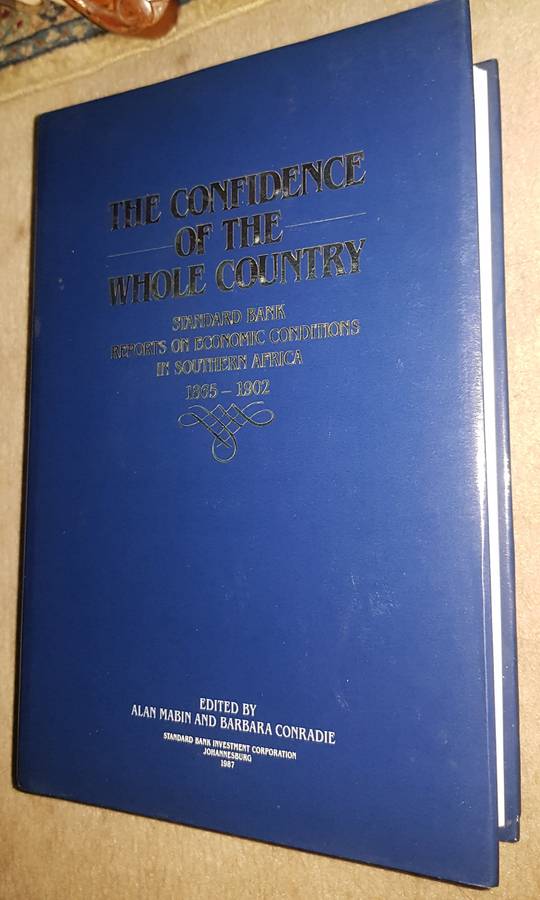 THE CONFIDENCE
OF THE
WHOLE COUNTRY
STANDARD BANK
REPORTS ON ECONOMIC CONDITIONS
IN SOUTHERN AFRICA
1865 – 1902
EDITED BY
ALAN MABIN AND BARBARA CONRADIE
STANDARD BANK INVESTMENT CORPORATION
JOHANNESBURG
1987